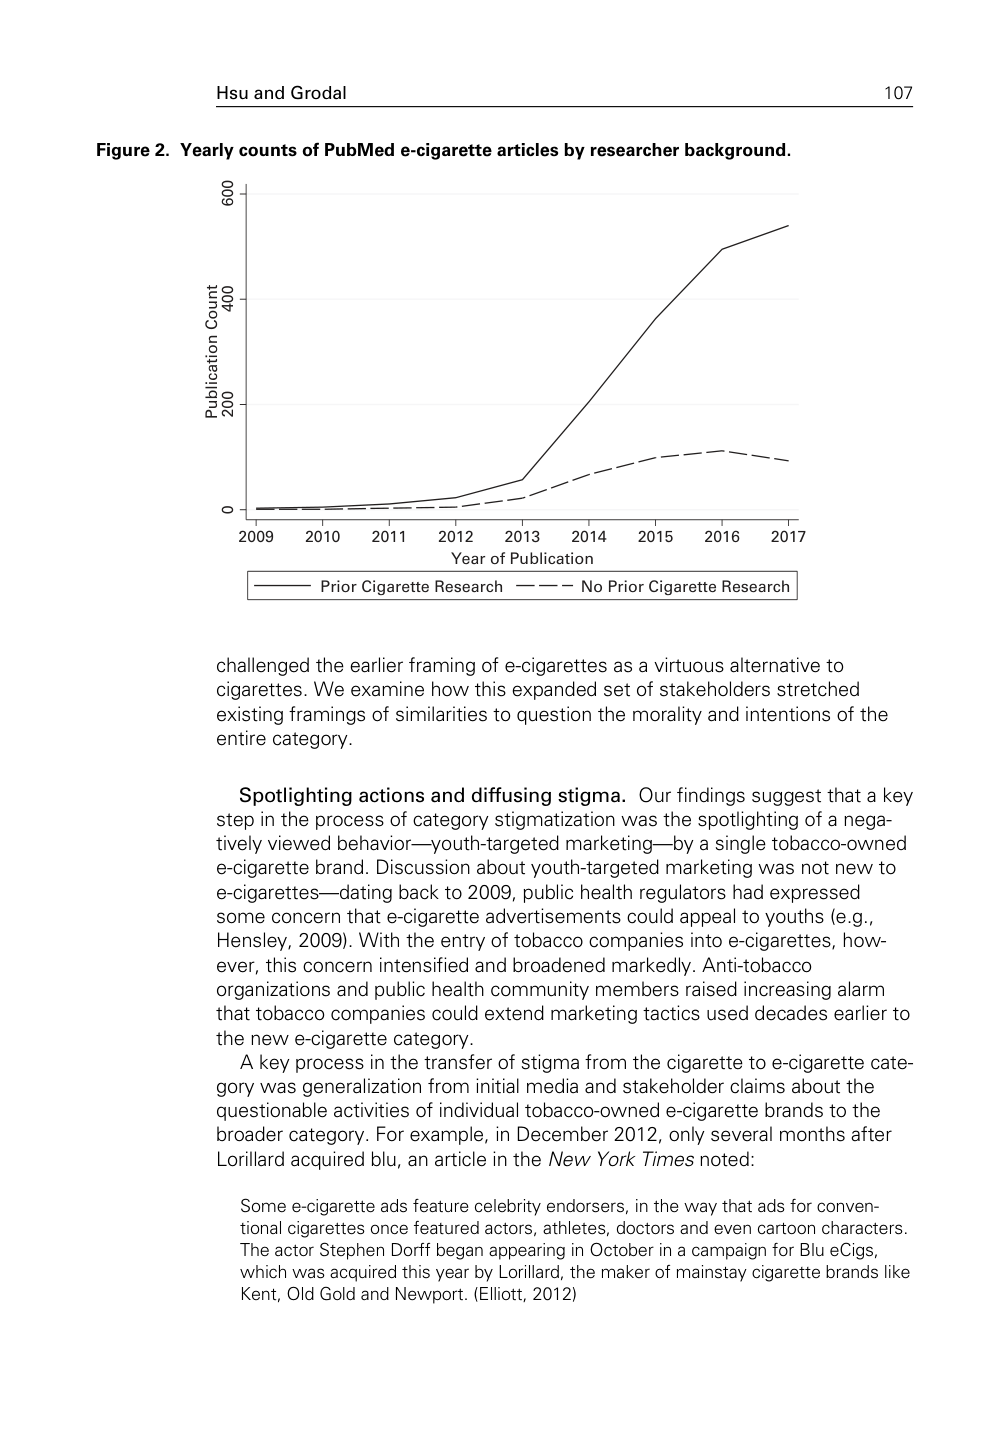 Hsu and Grodal 107
Figure 2. Yearly counts of PubMed e-cigarette articles by researcher background.
600
400
200
0
Publication Count
2009 2010 2011 2012 2013 2014 2015 2016 2017
Year of Publication
Prior Cigarette Research No Prior Cigarette Research
challenged the earlier framing of e-cigarettes as a virtuous alternative to
cigarettes. We examine how this expanded set of stakeholders stretched
existing framings of similarities to question the morality and intentions of the
entire category.
Spotlighting actions and diffusing stigma. Our findings suggest that a key
step in the process of category stigmatization was the spotlighting of a nega-
tively viewed behavior—youth-targeted marketing—by a single tobacco-owned
e-cigarette brand. Discussion about youth-targeted marketing was not new to
e-cigarettes—dating back to 2009, public health regulators had expressed
some concern that e-cigarette advertisements could appeal to youths (e.g.,
Hensley, 2009). With the entry of tobacco companies into e-cigarettes, how-
ever, this concern intensified and broadened markedly. Anti-tobacco
organizations and public health community members raised increasing alarm
that tobacco companies could extend marketing tactics used decades earlier to
the new e-cigarette category.
A key process in the transfer of stigma from the cigarette to e-cigarette cate-
gory was generalization from initial media and stakeholder claims about the
questionable activities of individual tobacco-owned e-cigarette brands to the
broader category. For example, in December 2012, only several months after
Lorillard acquired blu, an article in the New York Times noted:
Some e-cigarette ads feature celebrity endorsers, in the way that ads for conven-
tional cigarettes once featured actors, athletes, doctors and even cartoon characters.
The actor Stephen Dorff began appearing in October in a campaign for Blu eCigs,
which was acquired this year by Lorillard, the maker of mainstay cigarette brands like
Kent, Old Gold and Newport. (Elliott, 2012)